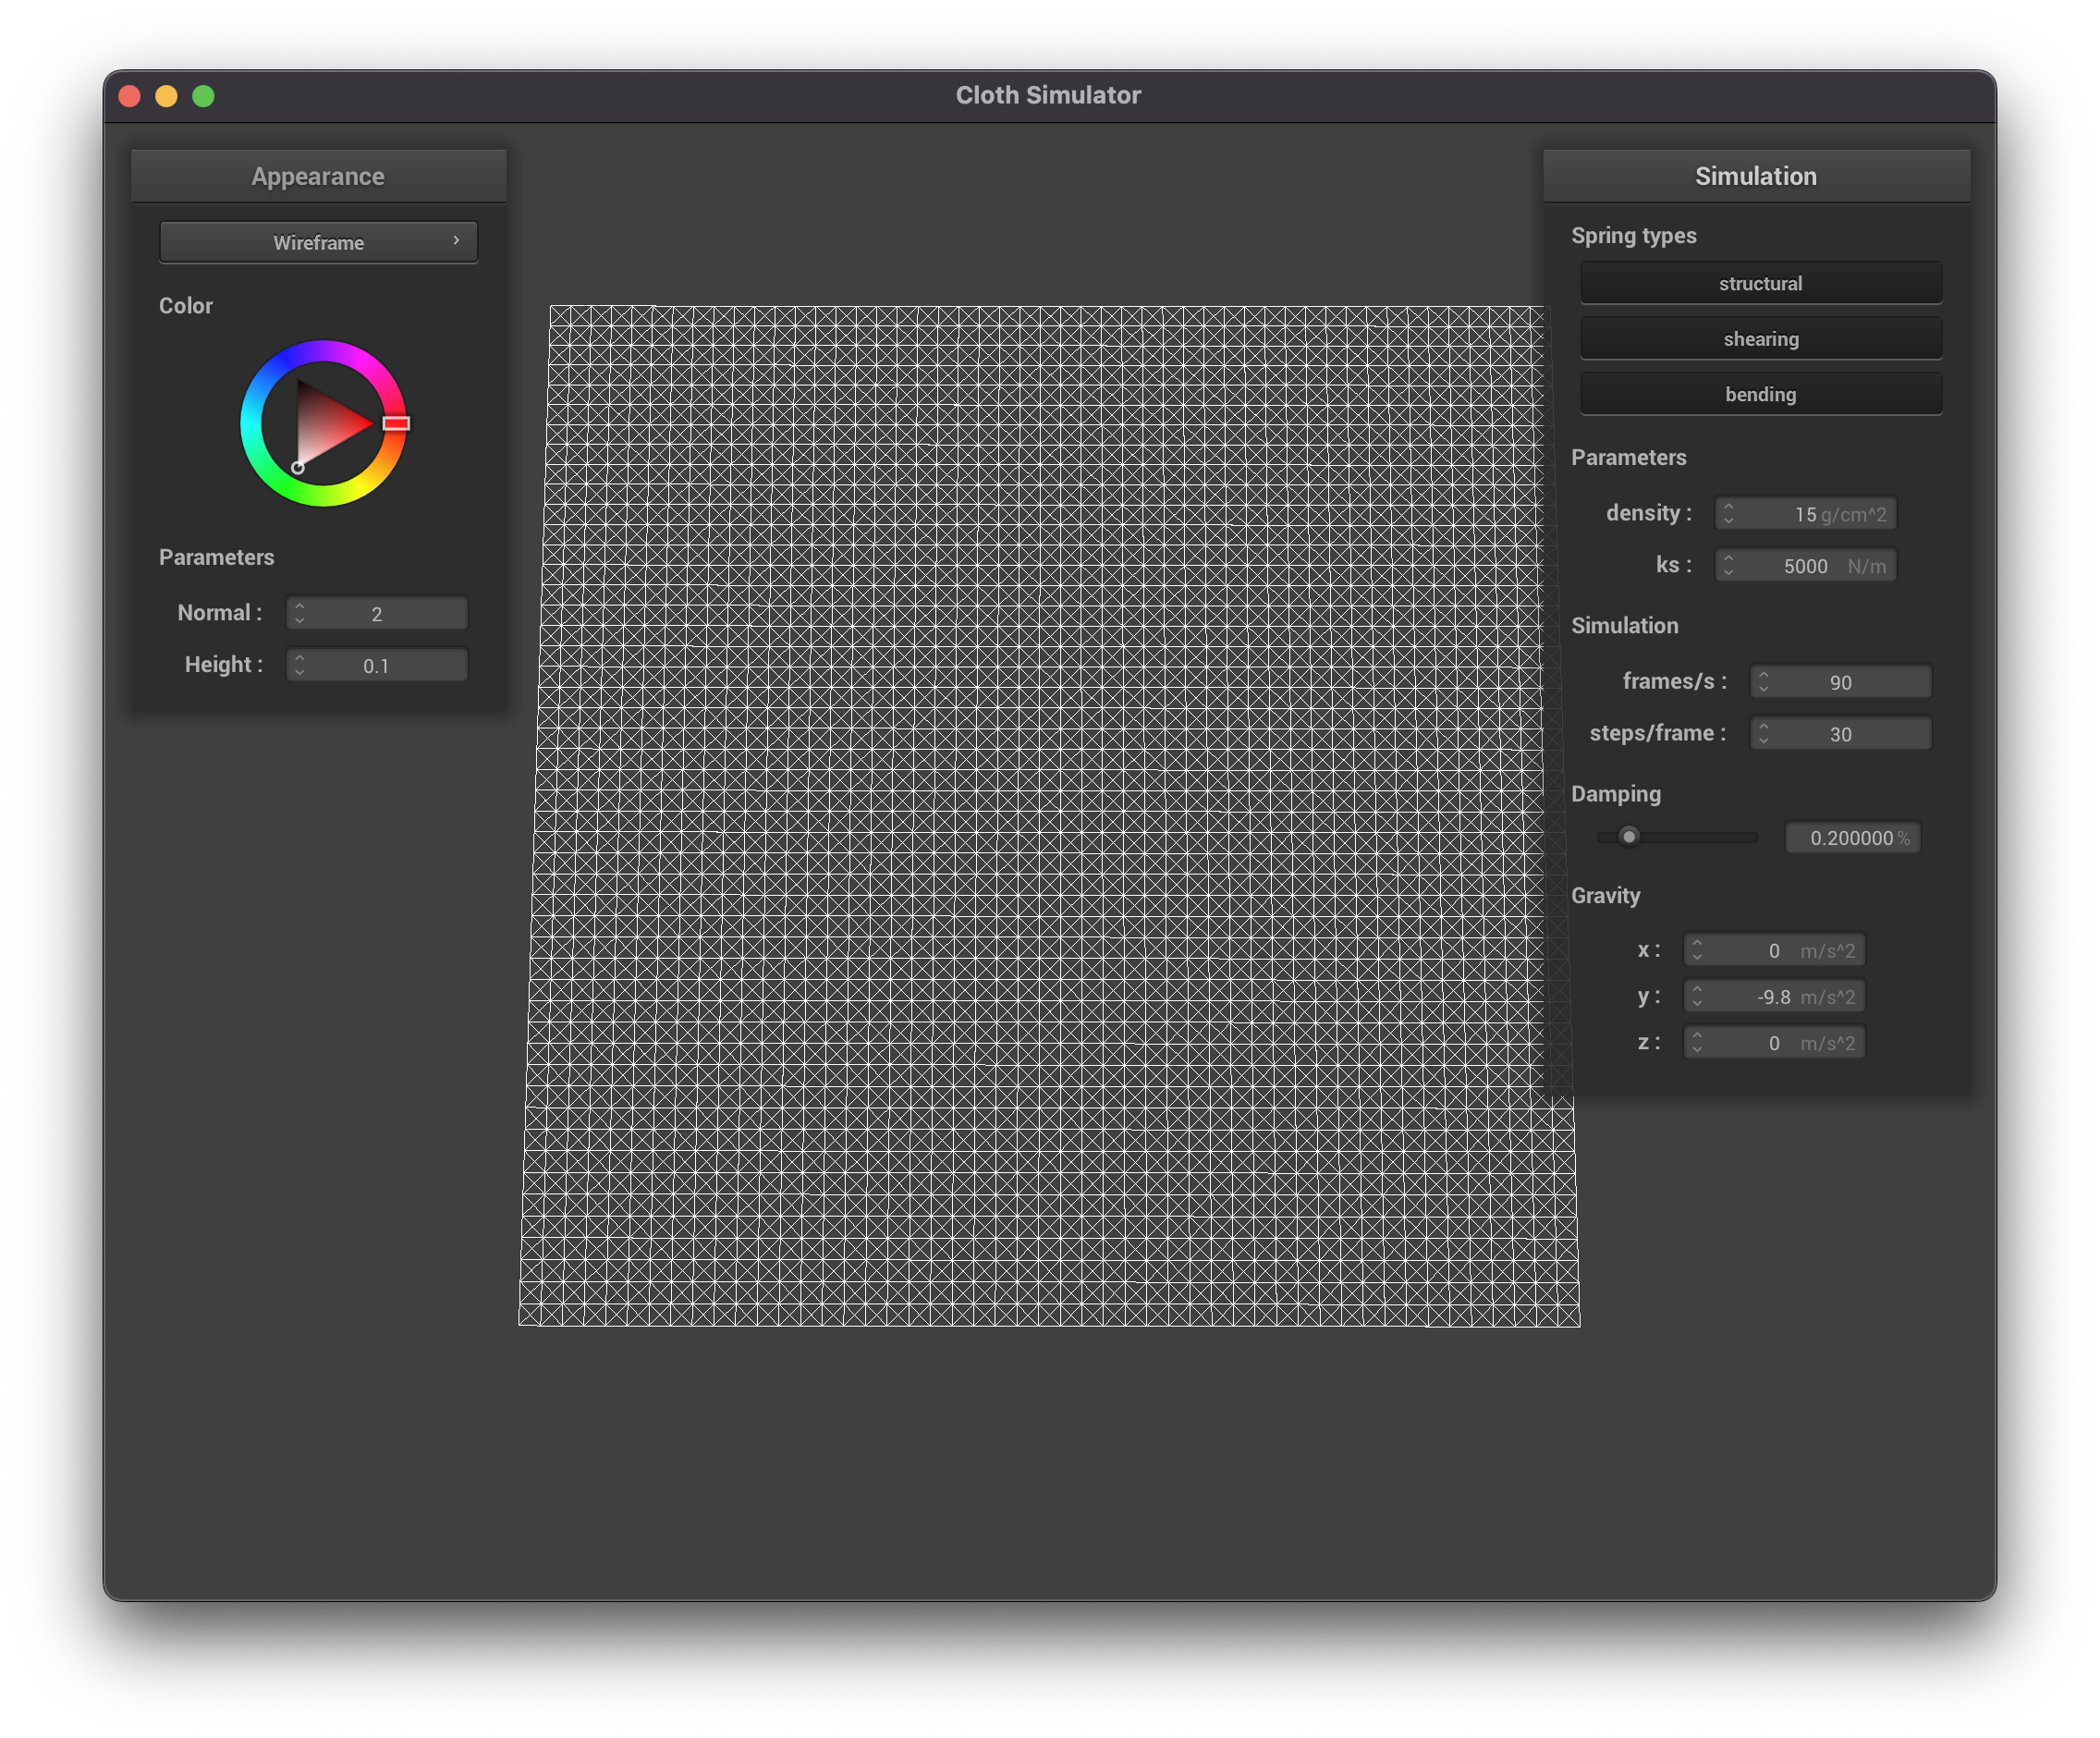 Cloth Simulator
Appearance
Wireframe
Color
Parameters
Normal : 2
Height : 0.1
Simulation
Spring types
structural
shearing
bending
Parameters
density : 15 g/cm^2
ks : 5000 N/m
Simulation
frames/s : 90
steps/frame : 30
Damping
0.200000 %
Gravity
x : 0 m/s^2
y : -9.8 m/s^2
z : 0 m/s^2